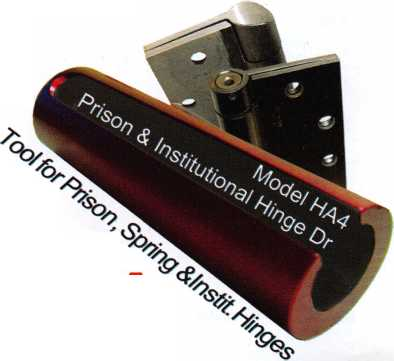 Model HA4
Prison & Institutional Hinge Dr
Tool for Prison, Spring & Instit. Hinges